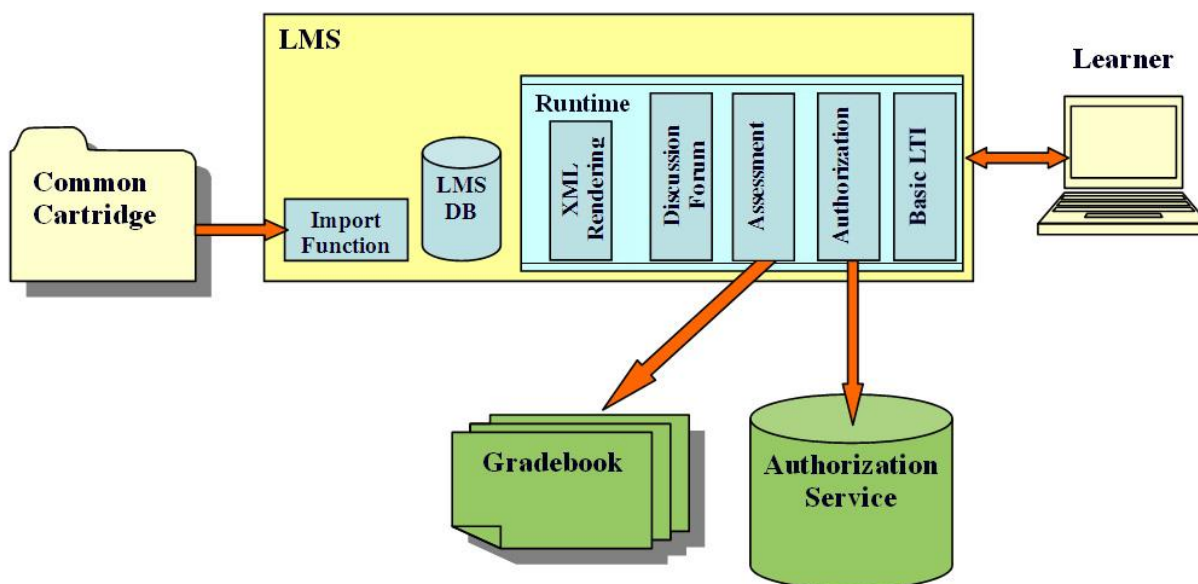 LMS
Learner
Common
Cartridge
Import
Function
LMS
DB
Runtime
XML
Rendering
Discussion
Forum
Assessment
Authorization
Basic LTI
Gradebook
Authorization
Service